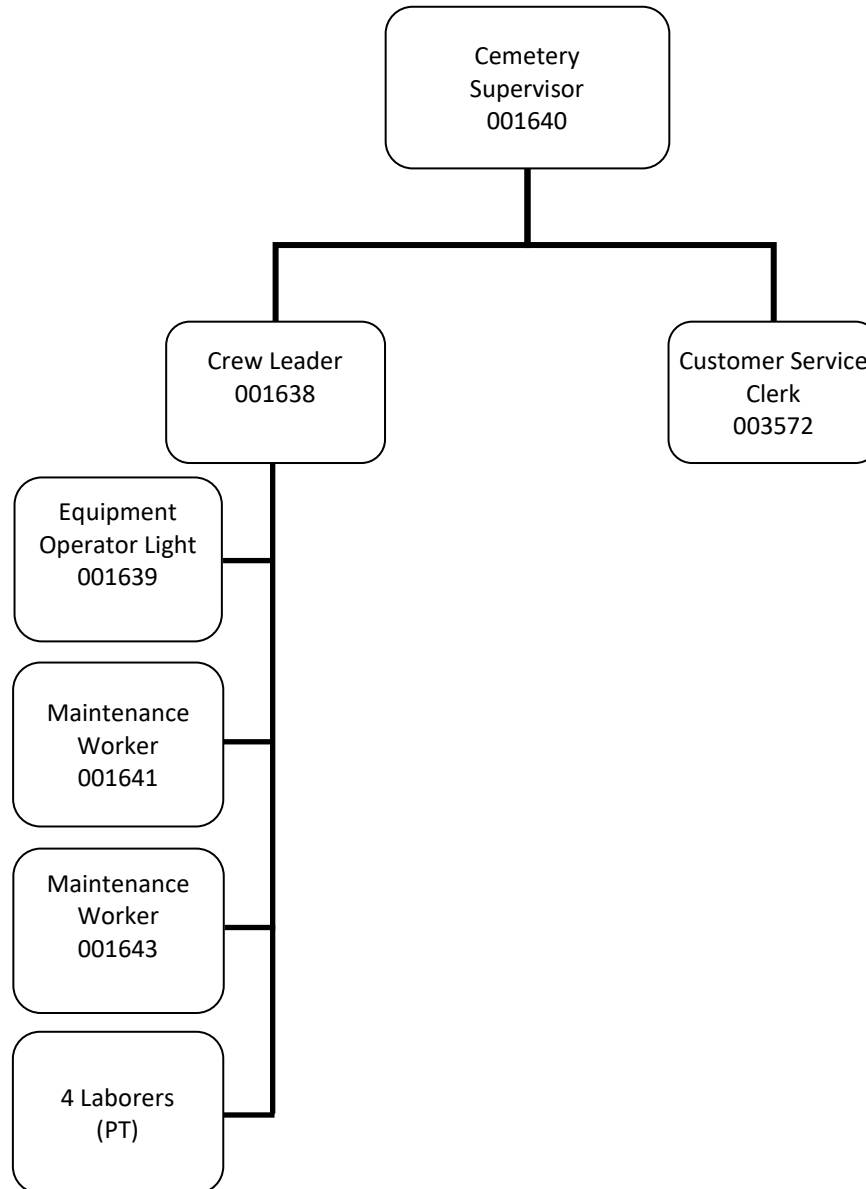 Cemetery
Supervisor
001640
Crew Leader
001638
Customer Service
Clerk
003572
Equipment
Operator Light
001639
Maintenance
Worker
001641
Maintenance
Worker
001643
4 Laborers
(PT)